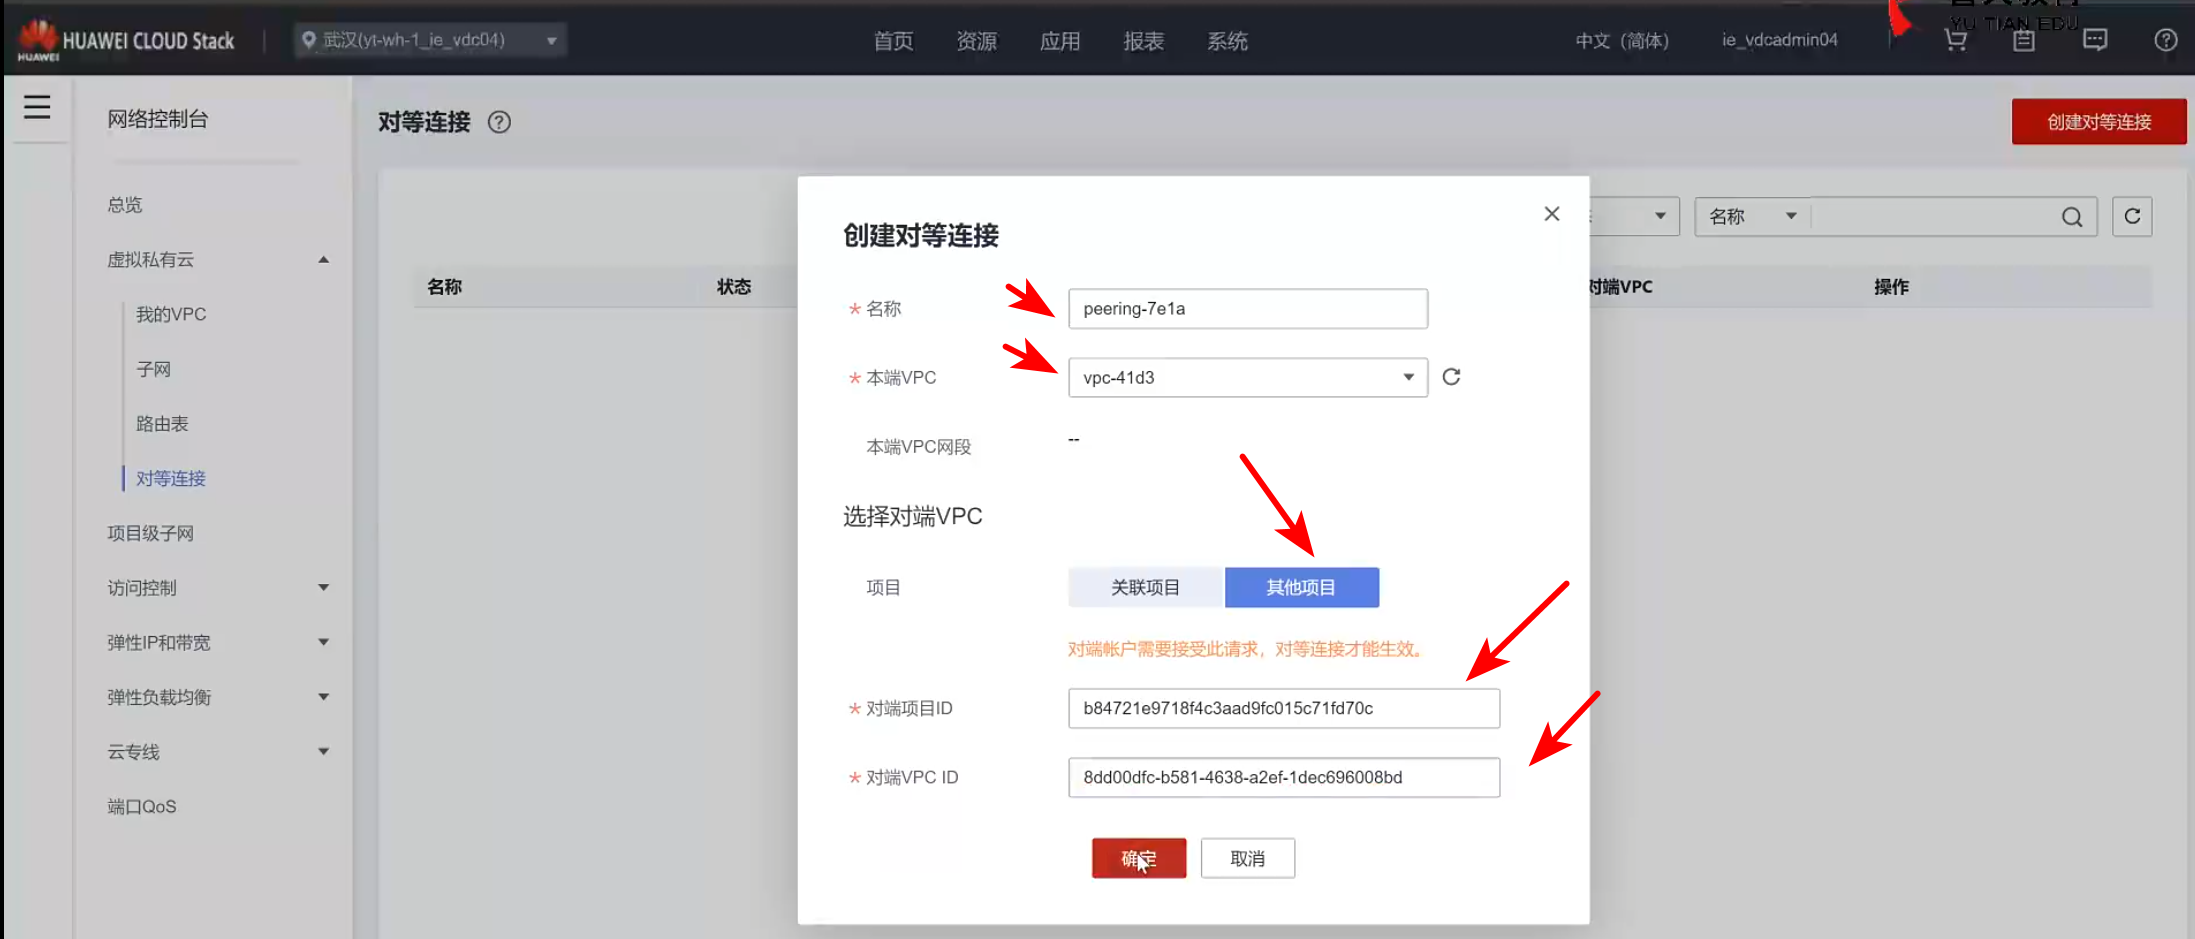 HUAWEI
HUAWEI CLOUD Stack
武汉(yt-wh-1_ie_vdc04)
首页
资源
应用
报表
系统
中文（简体）
ie_vdcadmin04
YU TIAN EDU
网络控制台
总览
虚拟私有云
我的VPC
子网
路由表
对等连接
项目级子网
访问控制
弹性IP和带宽
弹性负载均衡
云专线
端口QoS
对等连接
创建对等连接
名称
名称
状态
对端VPC
操作
创建对等连接
* 名称
peering-7e1a
* 本端VPC
vpc-41d3
本端VPC网段
--
选择对端VPC
项目
关联项目
其他项目
对端帐户需要接受此请求，对等连接才能生效。
* 对端项目ID
b84721e9718f4c3aad9fc015c71fd70c
* 对端VPC ID
8dd00dfc-b581-4638-a2ef-1dec696008bd
确定
取消